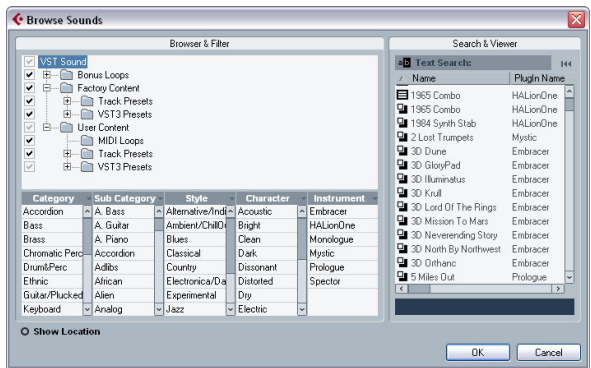 Browse Sounds
Browser & Filter
VST Sound
Bonus Loops
Factory Content
Track Presets
VST3 Presets
User Content
MIDI Loops
Track Presets
VST3 Presets
Category Sub Category Style Character Instrument
Accordion A. Bass Alternative/Indi Acoustic Embracer
Bass A. Guitar Ambient/ChillO Bright HALionOne
Brass A. Piano Blues Clean Monologue
Chromatic Perc Accordion Classical Dark Mystic
Drum&Perc Adlibs Country Dissonant Prologue
Ethnic African Electronica/Da Distorted Spector
Guitar/Plucked Alien Experimental Dry
Keyboard Analog Jazz Electric
Search & Viewer
Text Search:
Name PlugIn Name
1965 Combo HALionOne
1965 Combo HALionOne
1984 Synth Stab HALionOne
2 Lost Trumpets Mystic
3D Dune Embracer
3D GloryPad Embracer
3D Illuminatus Embracer
3D Krull Embracer
3D Lord Of The Rings Embracer
3D Mission To Mars Embracer
3D Neverending Story Embracer
3D North By Northwest Embracer
3D Orthanc Embracer
5 Miles Out Prologue
Show Location
OK Cancel